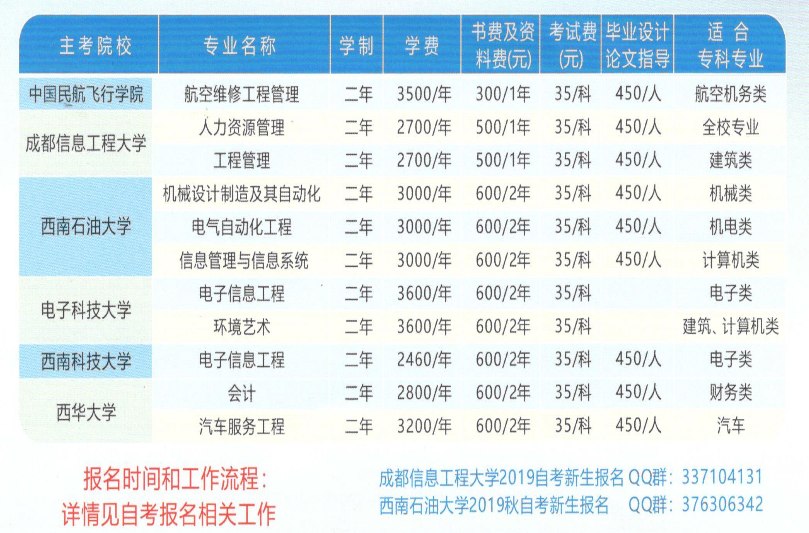 主考院校 专业名称 学制 学费 书费及资料费(元) 考试费(元) 毕业设计论文指导 适合专科专业
中国民航飞行学院 航空维修工程管理 二年 3500/年 300/1年 35/科 450/人 航空机务类
成都信息工程大学 人力资源管理 二年 2700/年 500/1年 35/科 450/人 全校专业
工程管理 二年 2700/年 500/1年 35/科 450/人 建筑类
西南石油大学 机械设计制造及其自动化 二年 3000/年 600/2年 35/科 450/人 机械类
电气自动化工程 二年 3000/年 600/2年 35/科 450/人 机电类
信息管理与信息系统 二年 3000/年 600/2年 35/科 450/人 计算机类
电子科技大学 电子信息工程 二年 3600/年 600/2年 35/科 电子类
环境艺术 二年 3600/年 600/2年 35/科 建筑、计算机类
西南科技大学 电子信息工程 二年 2460/年 600/2年 35/科 450/人 电子类
西华大学 会计 二年 2800/年 600/2年 35/科 450/人 财务类
汽车服务工程 二年 3200/年 600/2年 35/科 450/人 汽车
报名时间和工作流程：
详情见自考报名相关工作
成都信息工程大学2019自考新生报名 QQ群：337104131
西南石油大学2019秋自考新生报名 QQ群：376306342